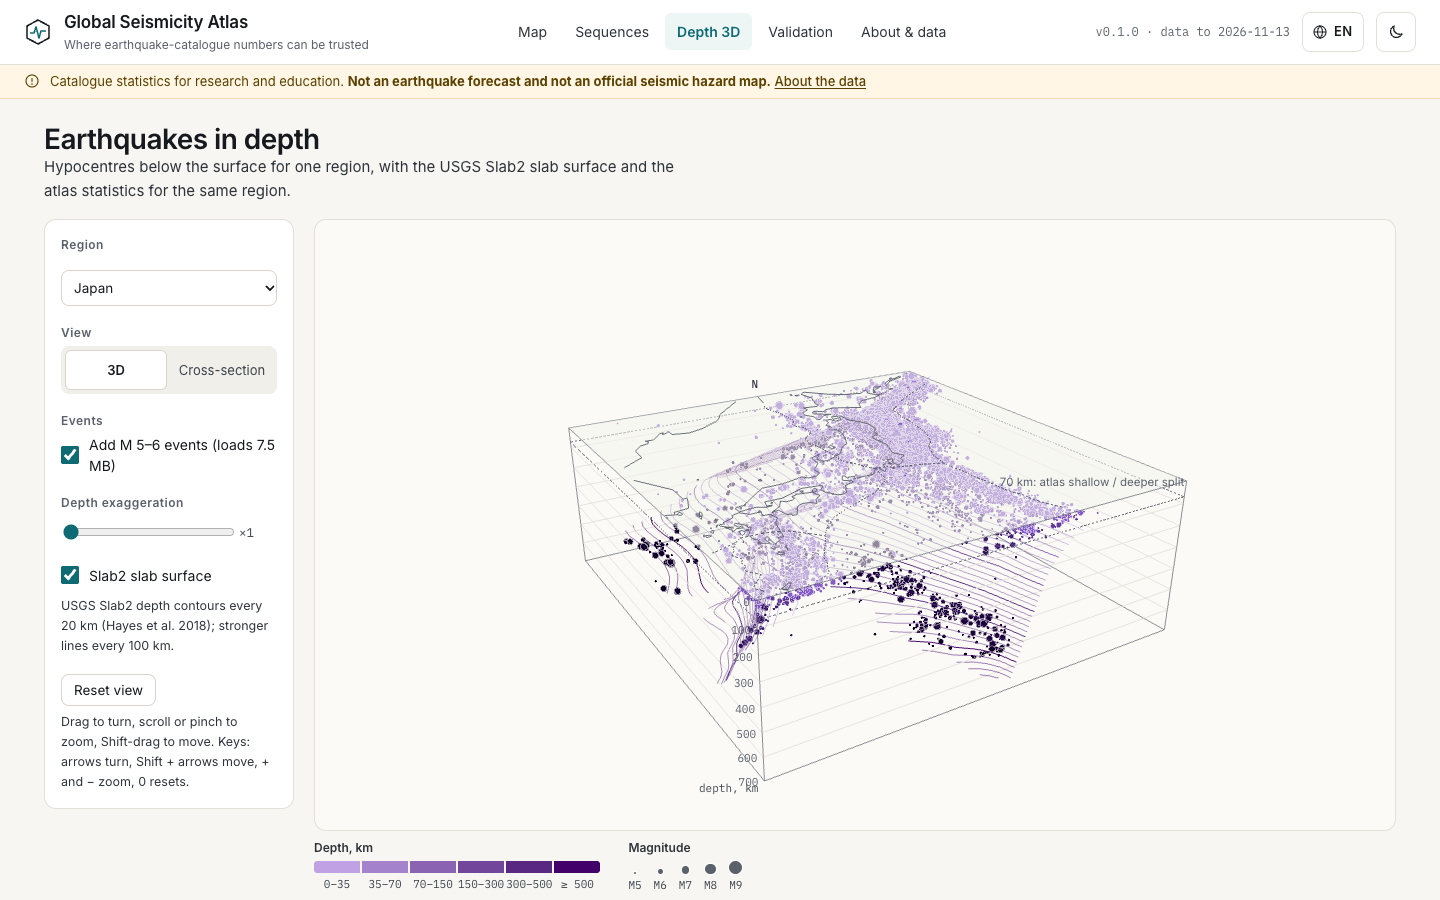 Global Seismicity Atlas
Where earthquake-catalogue numbers can be trusted
Map
Sequences
Depth 3D
Validation
About & data
v0.1.0 · data to 2026-11-13
EN
Catalogue statistics for research and education. Not an earthquake forecast and not an official seismic hazard map. About the data
Earthquakes in depth
Hypocentres below the surface for one region, with the USGS Slab2 slab surface and the
atlas statistics for the same region.
Region
Japan
View
3D
Cross-section
Events
Add M 5–6 events (loads 7.5
MB)
Depth exaggeration
×1
Slab2 slab surface
USGS Slab2 depth contours every
20 km (Hayes et al. 2018); stronger
lines every 100 km.
Reset view
Drag to turn, scroll or pinch to
zoom, Shift-drag to move. Keys:
arrows turn, Shift + arrows move, +
and − zoom, 0 resets.
N
70 km: atlas shallow / deeper split
0
100
200
300
400
500
600
700
depth, km
Depth, km
0–35
35–70
70–150
150–300
300–500
≥ 500
Magnitude
M5
M6
M7
M8
M9